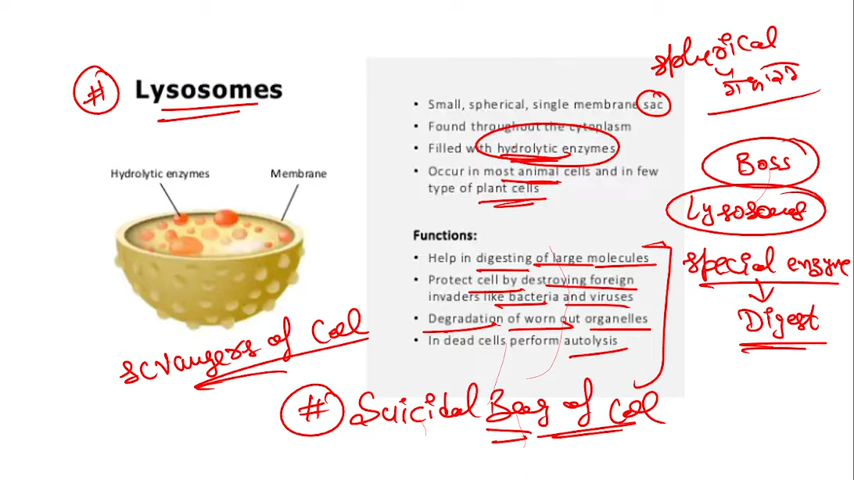 # Lysosomes
Hydrolytic enzymes
Membrane
scvangers of Cell
• Small, spherical, single membrane sac
• Found throughout the cytoplasm
• Filled with hydrolytic enzymes
• Occur in most animal cells and in few
type of plant cells
Functions:
• Help in digesting of large molecules
• Protect cell by destroying foreign
invaders like bacteria and viruses
• Degradation of worn out organelles
• In dead cells perform autolysis
# Suicidal Bag of Cell
spherical
Boss
Lysosoms
special enzyme
Digest